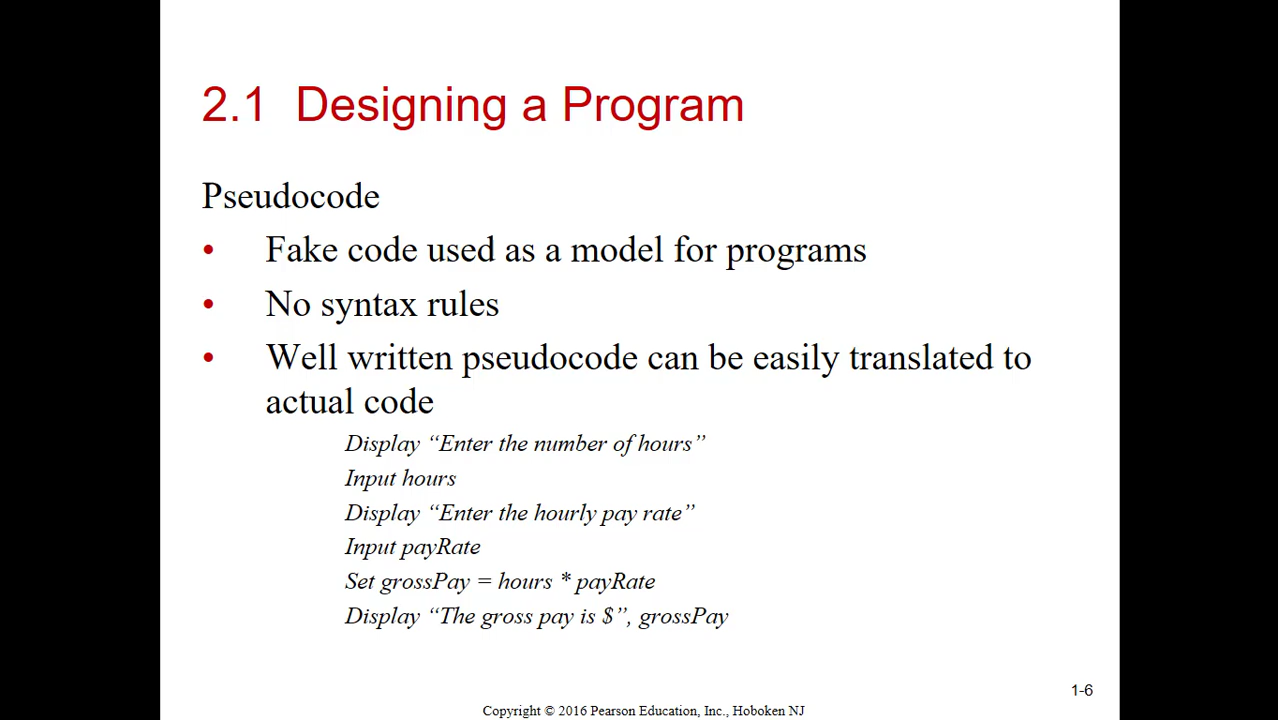 2.1 Designing a Program
Pseudocode
• Fake code used as a model for programs
• No syntax rules
• Well written pseudocode can be easily translated to
actual code
Display “Enter the number of hours”
Input hours
Display “Enter the hourly pay rate”
Input payRate
Set grossPay = hours * payRate
Display “The gross pay is $”, grossPay
1-6
Copyright © 2016 Pearson Education, Inc., Hoboken NJ